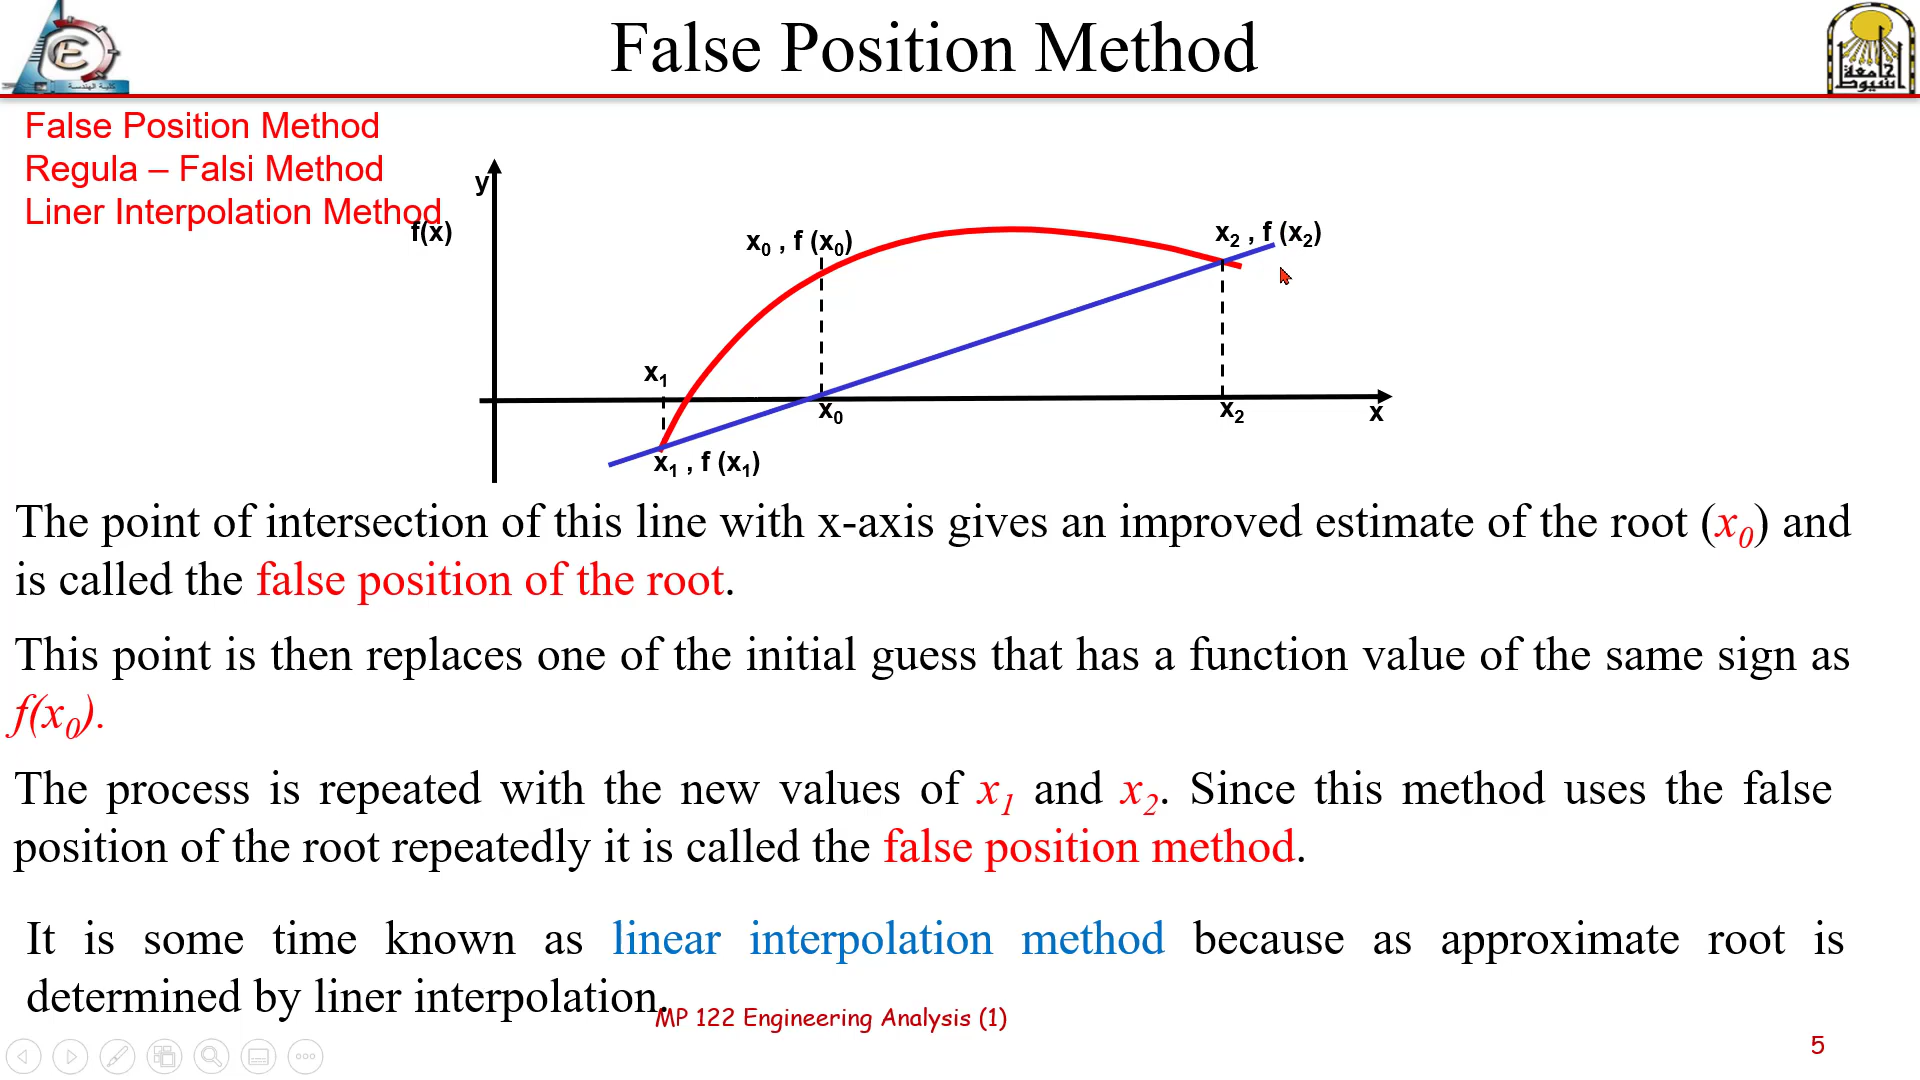 False Position Method
False Position Method
Regula – Falsi Method
Liner Interpolation Method
y
f(x)
x0 , f (x0)
x2 , f (x2)
x1
x0
x2
x
x1 , f (x1)
The point of intersection of this line with x-axis gives an improved estimate of the root (x0) and
is called the false position of the root.
This point is then replaces one of the initial guess that has a function value of the same sign as
f(x0).
The process is repeated with the new values of x1 and x2. Since this method uses the false
position of the root repeatedly it is called the false position method.
It is some time known as linear interpolation method because as approximate root is
determined by liner interpolation.
MP 122 Engineering Analysis (1)
5
كلية الهندسة
جامعة
اسيوط